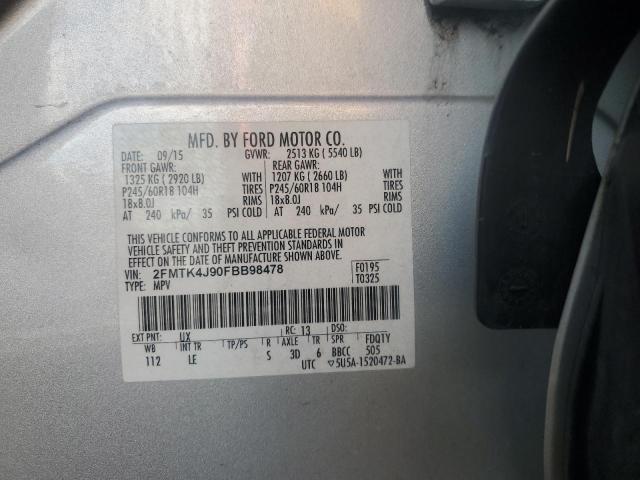 MFD. BY FORD MOTOR CO.
DATE: 09/15 GVWR: 2513 KG ( 5540 LB)
FRONT GAWR: REAR GAWR:
1325 KG ( 2920 LB) WITH 1207 KG ( 2660 LB) WITH
P245/60R18 104H TIRES P245/60R18 104H TIRES
18x8.0J RIMS 18x8.0J RIMS
AT 240 kPa/ 35 PSI COLD AT 240 kPa/ 35 PSI COLD
THIS VEHICLE CONFORMS TO ALL APPLICABLE FEDERAL MOTOR
VEHICLE SAFETY AND THEFT PREVENTION STANDARDS IN
EFFECT ON THE DATE OF MANUFACTURE SHOWN ABOVE.
VIN: 2FMTK4J90FBB98478 F0195
TYPE: MPV T0325
EXT PNT: UX RC: 13 DSO:
WB INT TR TP/PS R AXLE TR SPR FDQTY
112 LE S 3D 6 BBCC 505
UTC ▽5U5A-1520472-BA